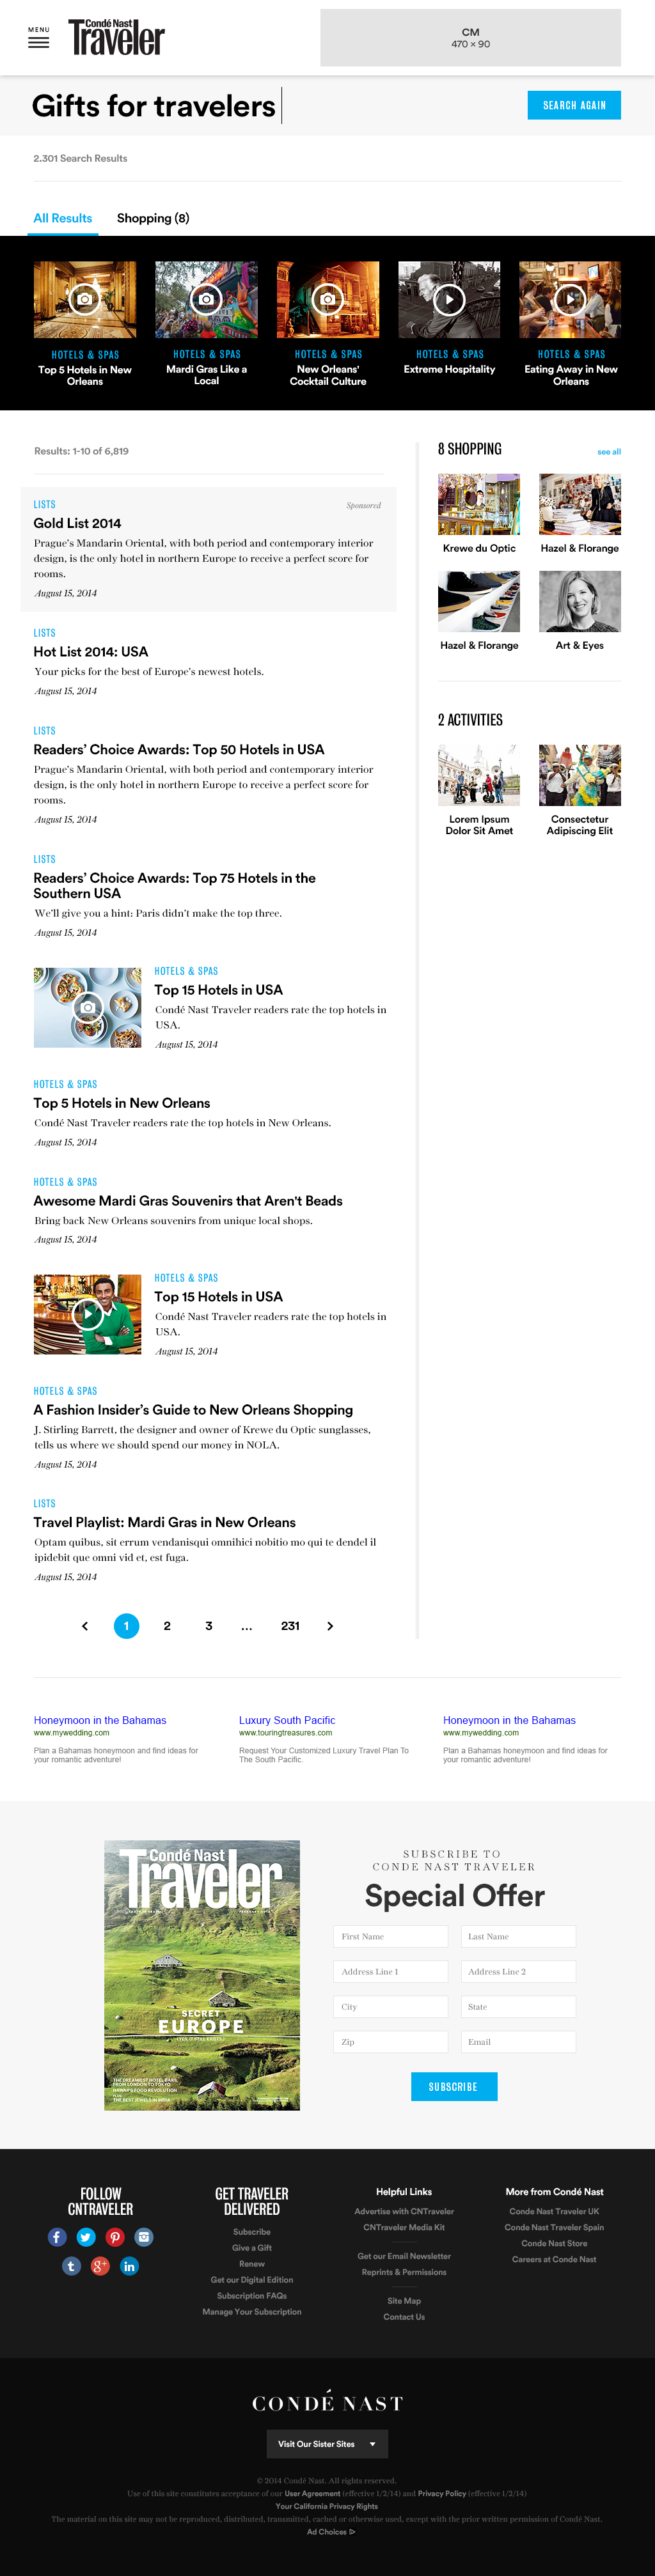 MENU
Condé Nast
Traveler
CM
470 × 90
Gifts for travelers
SEARCH AGAIN
2.301 Search Results
All Results
Shopping (8)
HOTELS & SPAS
Top 5 Hotels in New
Orleans
HOTELS & SPAS
Mardi Gras Like a
Local
HOTELS & SPAS
New Orleans'
Cocktail Culture
HOTELS & SPAS
Extreme Hospitality
HOTELS & SPAS
Eating Away in New
Orleans
Results: 1-10 of 6,819
LISTS
Sponsored
Gold List 2014
Prague's Mandarin Oriental, with both period and contemporary interior
design, is the only hotel in northern Europe to receive a perfect score for
rooms.
August 15, 2014
LISTS
Hot List 2014: USA
Your picks for the best of Europe's newest hotels.
August 15, 2014
LISTS
Readers' Choice Awards: Top 50 Hotels in USA
Prague's Mandarin Oriental, with both period and contemporary interior
design, is the only hotel in northern Europe to receive a perfect score for
rooms.
August 15, 2014
LISTS
Readers' Choice Awards: Top 75 Hotels in the
Southern USA
We'll give you a hint: Paris didn't make the top three.
August 15, 2014
HOTELS & SPAS
Top 15 Hotels in USA
Condé Nast Traveler readers rate the top hotels in
USA.
August 15, 2014
HOTELS & SPAS
Top 5 Hotels in New Orleans
Condé Nast Traveler readers rate the top hotels in New Orleans.
August 15, 2014
HOTELS & SPAS
Awesome Mardi Gras Souvenirs that Aren't Beads
Bring back New Orleans souvenirs from unique local shops.
August 15, 2014
HOTELS & SPAS
Top 15 Hotels in USA
Condé Nast Traveler readers rate the top hotels in
USA.
August 15, 2014
HOTELS & SPAS
A Fashion Insider's Guide to New Orleans Shopping
J. Stirling Barrett, the designer and owner of Krewe du Optic sunglasses,
tells us where we should spend our money in NOLA.
August 15, 2014
LISTS
Travel Playlist: Mardi Gras in New Orleans
Optam quibus, sit errum vendanisqui omnihici nobitio mo qui te dendel il
ipidebit que omni vid et, est fuga.
August 15, 2014
1 2 3 ... 231
8 SHOPPING
see all
Krewe du Optic
Hazel & Florange
Hazel & Florange
Art & Eyes
2 ACTIVITIES
Lorem Ipsum
Dolor Sit Amet
Consectetur
Adipiscing Elit
Honeymoon in the Bahamas
www.mywedding.com
Plan a Bahamas honeymoon and find ideas for
your romantic adventure!
Luxury South Pacific
www.touringtreasures.com
Request Your Customized Luxury Travel Plan To
The South Pacific.
Honeymoon in the Bahamas
www.mywedding.com
Plan a Bahamas honeymoon and find ideas for
your romantic adventure!
Condé Nast
Traveler
SECRET
EUROPE
THE DREAMIEST HOTEL BARS,
FROM LONDON TO TOKYO
HAWAII'S FOOD REVOLUTION
PLUS
THE BEST JEWELS IN INDIA
SUBSCRIBE TO
CONDE NAST TRAVELER
Special Offer
First Name
Last Name
Address Line 1
Address Line 2
City
State
Zip
Email
SUBSCRIBE
FOLLOW
CNTRAVELER
GET TRAVELER
DELIVERED
Subscribe
Give a Gift
Renew
Get our Digital Edition
Subscription FAQs
Manage Your Subscription
Helpful Links
Advertise with CNTraveler
CNTraveler Media Kit
Get our Email Newsletter
Reprints & Permissions
Site Map
Contact Us
More from Condé Nast
Conde Nast Traveler UK
Conde Nast Traveler Spain
Conde Nast Store
Careers at Conde Nast
CONDÉ NAST
Visit Our Sister Sites
© 2014 Condé Nast. All rights reserved.
Use of this site constitutes acceptance of our User Agreement (effective 1/2/14) and Privacy Policy (effective 1/2/14)
Your California Privacy Rights
The material on this site may not be reproduced, distributed, transmitted, cached or otherwise used, except with the prior written permission of Condé Nast.
Ad Choices